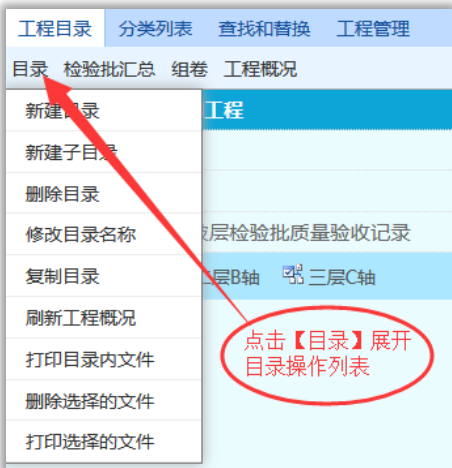 工程目录 分类列表 查找和替换 工程管理
目录 检验批汇总 组卷 工程概况
新建目录 工程
新建子目录
删除目录
修改目录名称 层检验批质量验收记录
复制目录 层B轴 三层C轴
刷新工程概况
点击【目录】展开
目录操作列表
打印目录内文件
删除选择的文件
打印选择的文件